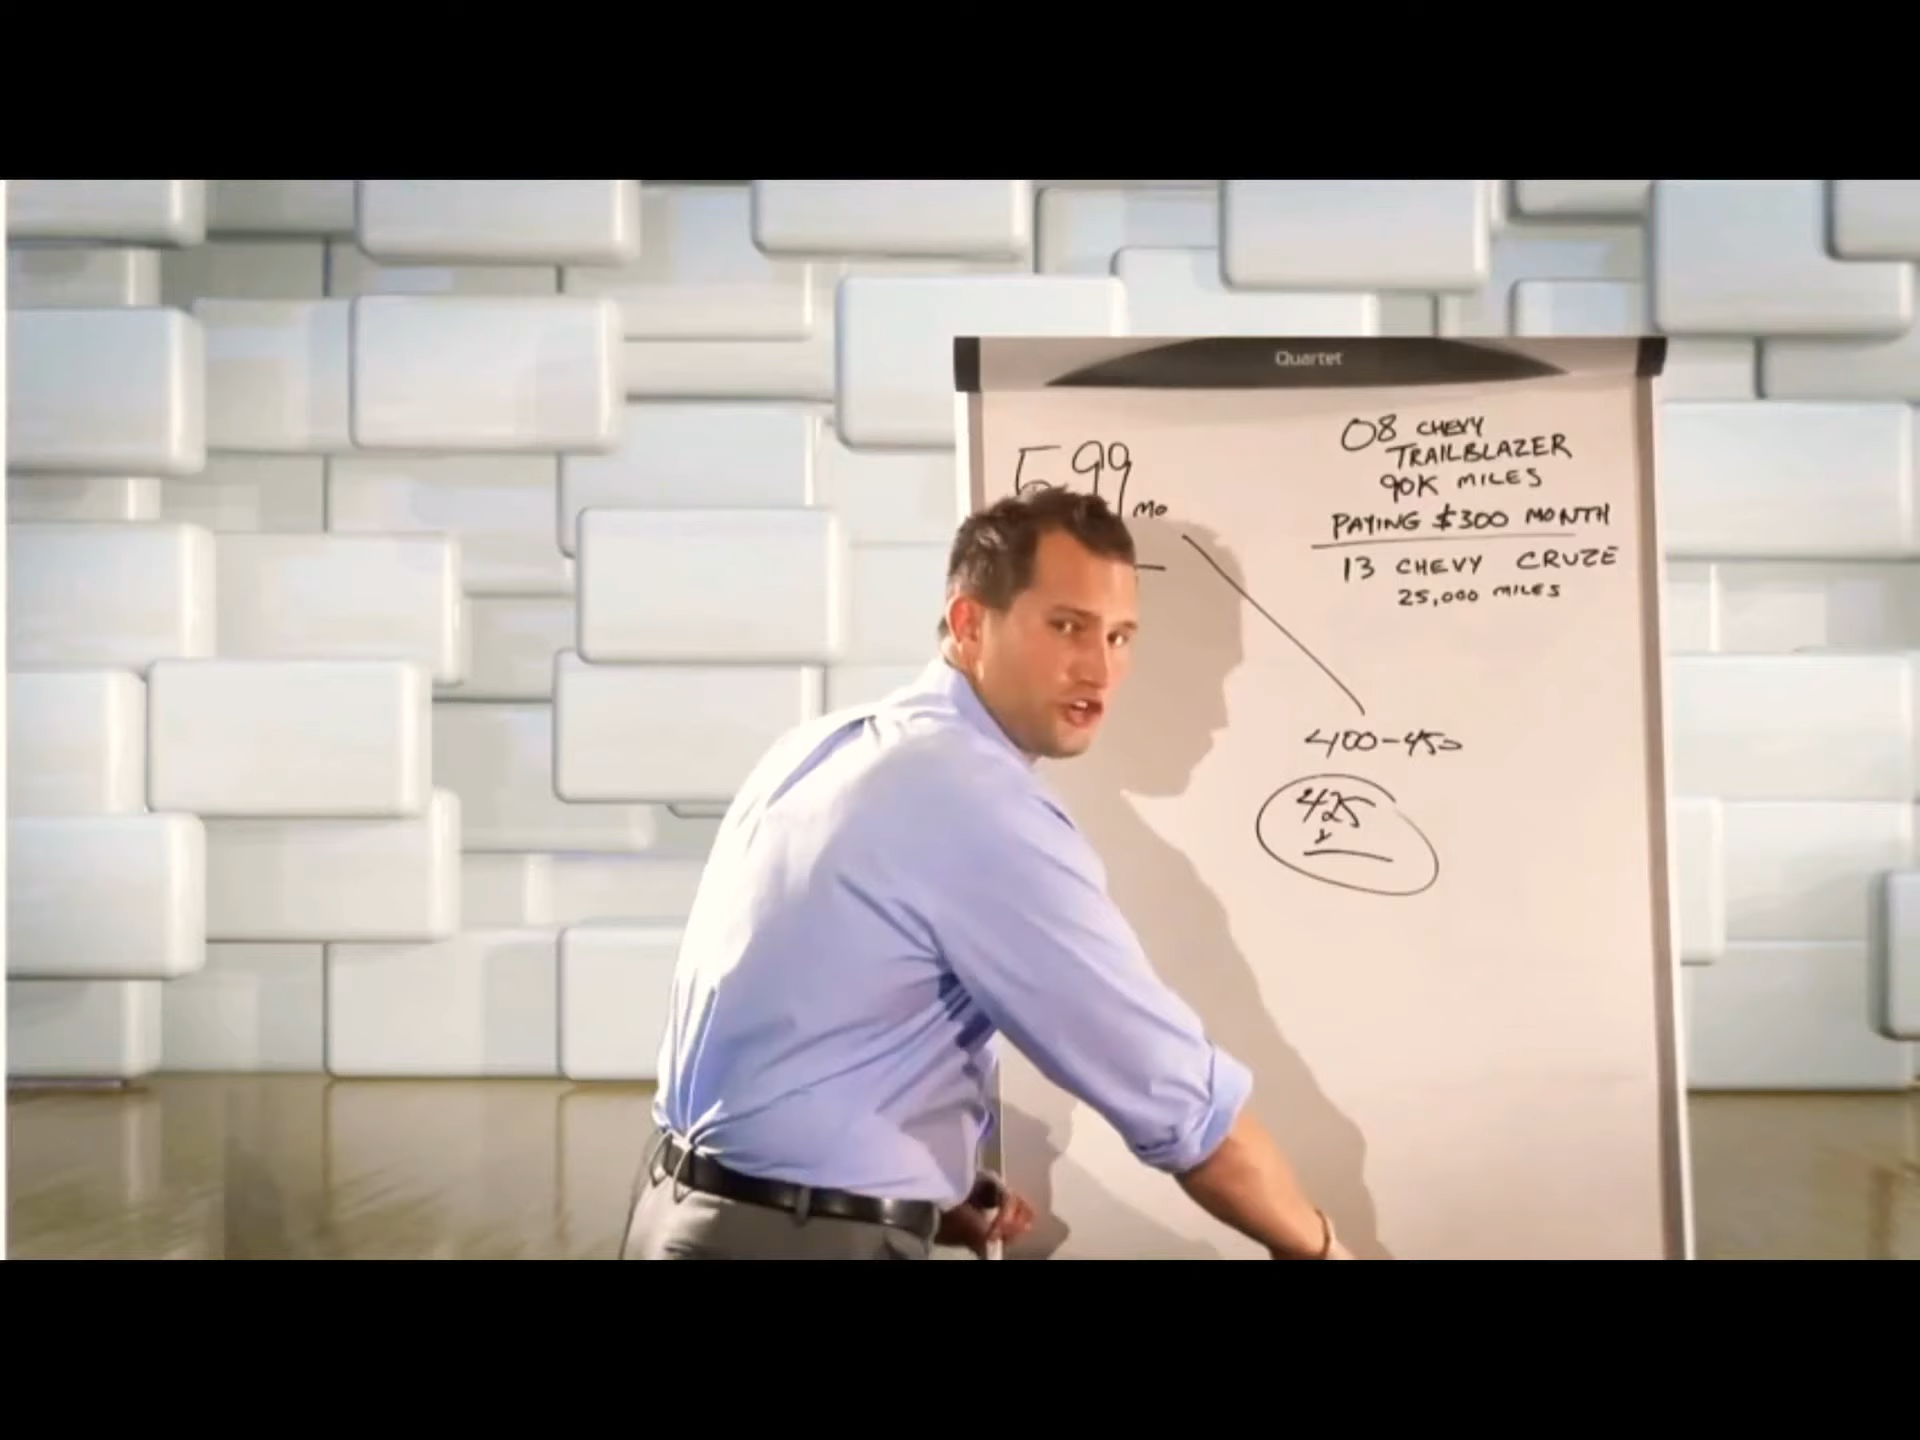 Quartet
599 MO
08 CHEVY
TRAILBLAZER
90K MILES
PAYING $300 MONTH
13 CHEVY CRUZE
25,000 MILES
400-450
425